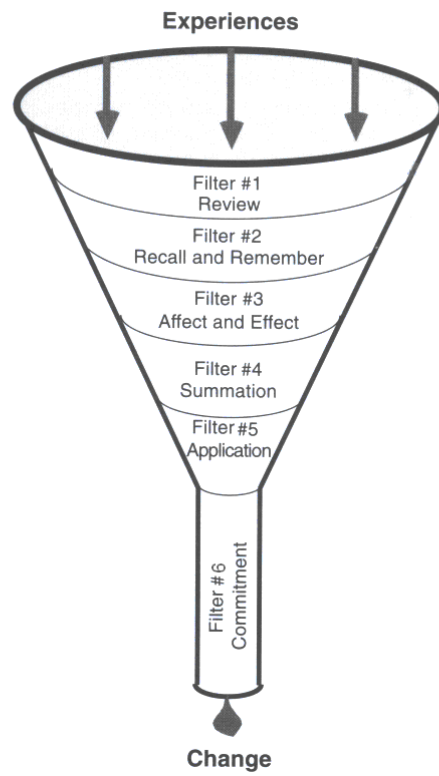 Experiences
Filter #1
Review
Filter #2
Recall and Remember
Filter #3
Affect and Effect
Filter #4
Summation
Filter #5
Application
Filter #6
Commitment
Change